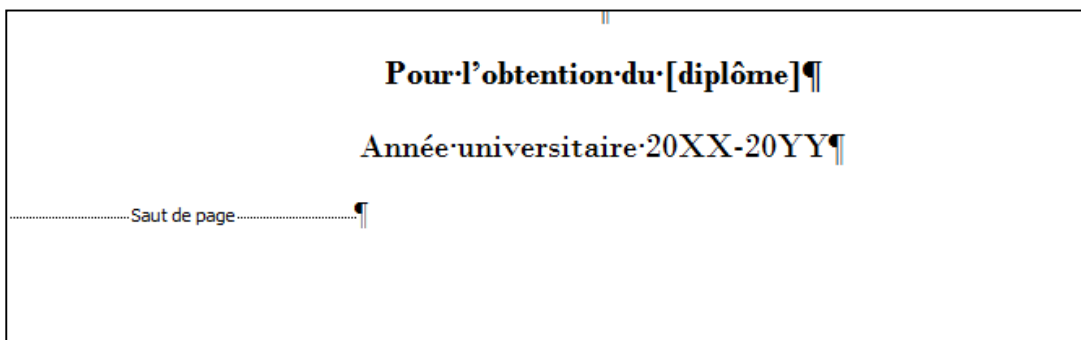 ¶
Pour·l’obtention·du·[diplôme]¶
Année·universitaire·20XX-20YY¶
Saut de page¶